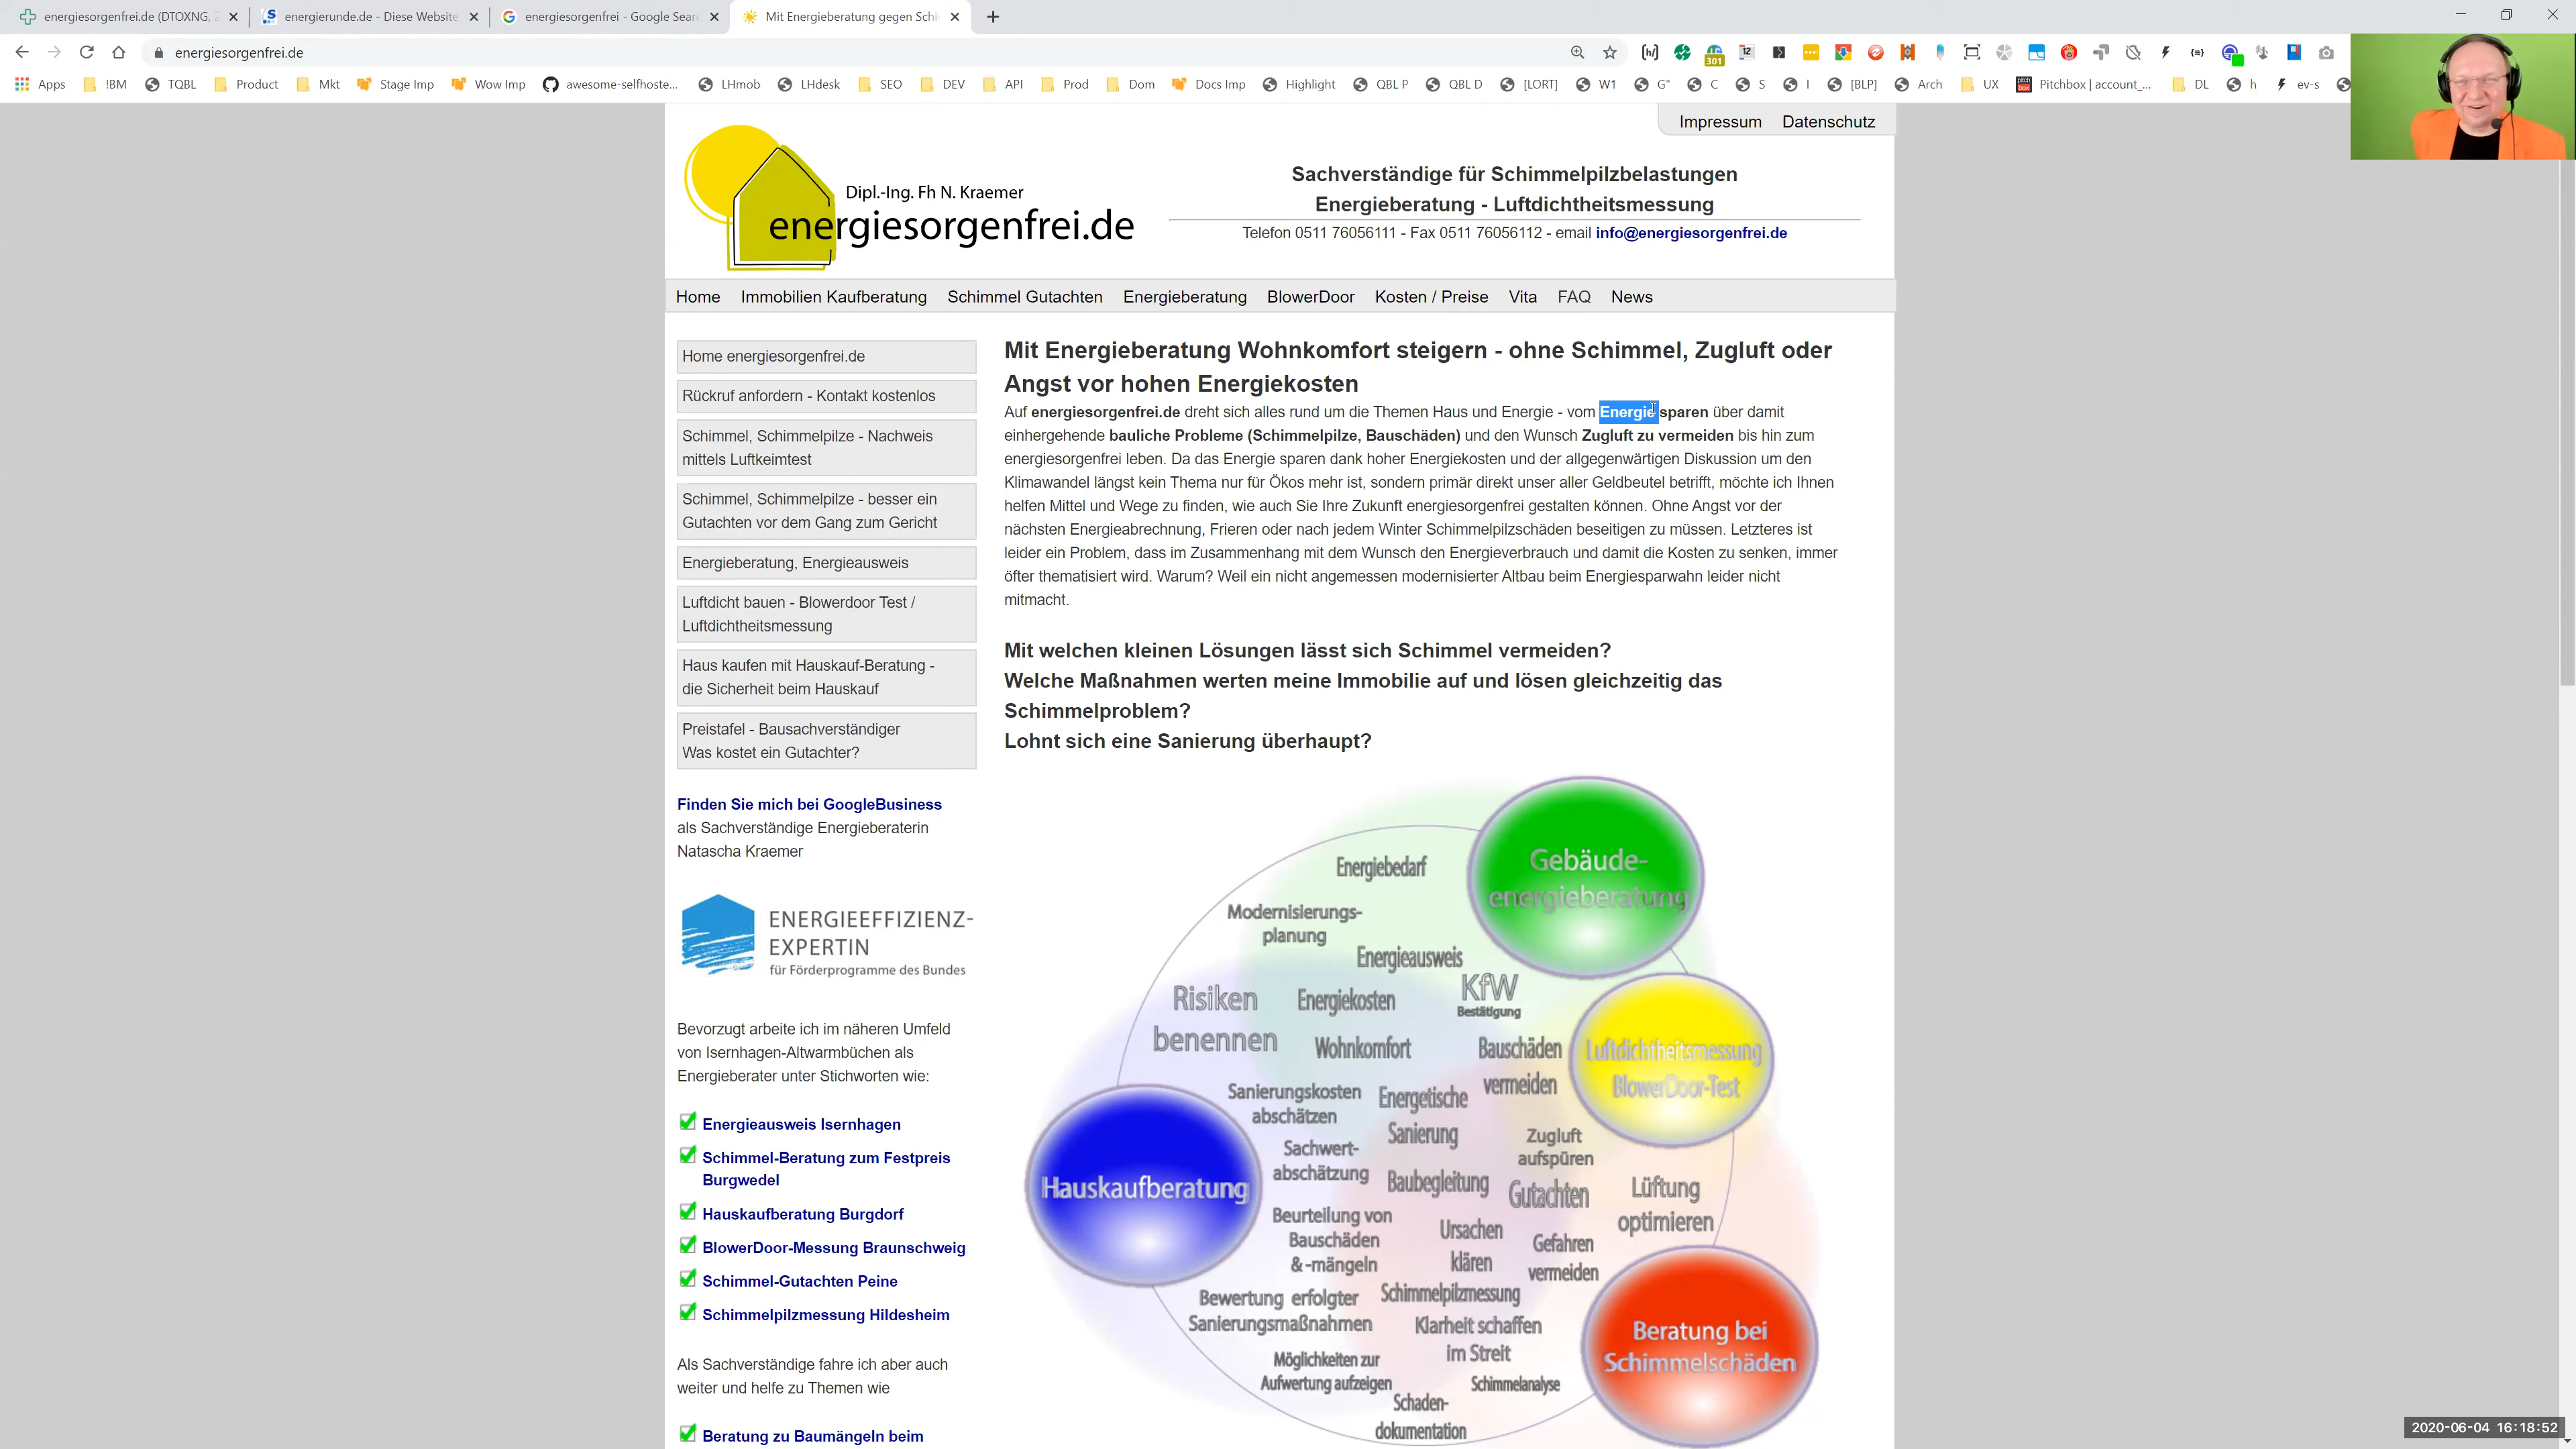 energiesorgenfrei.de (DTOXNG, 2
energierunde.de - Diese Website
energiesorgenfrei - Google Sear
Mit Energieberatung gegen Schi
energiesorgenfrei.de
301
12
Apps
!BM
TQBL
Product
Mkt
Stage Imp
Wow Imp
awesome-selfhoste...
LHmob
LHdesk
SEO
DEV
API
Prod
Dom
Docs Imp
Highlight
QBL P
QBL D
[LORT]
W1
G"
C
S
I
[BLP]
Arch
UX
Pitchbox | account_...
DL
h
ev-s
Impressum Datenschutz
Dipl.-Ing. Fh N. Kraemer
energiesorgenfrei.de
Sachverständige für Schimmelpilzbelastungen
Energieberatung - Luftdichtheitsmessung
Telefon 0511 76056111 - Fax 0511 76056112 - email info@energiesorgenfrei.de
Home Immobilien Kaufberatung Schimmel Gutachten Energieberatung BlowerDoor Kosten / Preise Vita FAQ News
Home energiesorgenfrei.de
Rückruf anfordern - Kontakt kostenlos
Schimmel, Schimmelpilze - Nachweis
mittels Luftkeimtest
Schimmel, Schimmelpilze - besser ein
Gutachten vor dem Gang zum Gericht
Energieberatung, Energieausweis
Luftdicht bauen - Blowerdoor Test /
Luftdichtheitsmessung
Haus kaufen mit Hauskauf-Beratung -
die Sicherheit beim Hauskauf
Preistafel - Bausachverständiger
Was kostet ein Gutachter?
Finden Sie mich bei GoogleBusiness
als Sachverständige Energieberaterin
Natascha Kraemer
ENERGIEEFFIZIENZ-
EXPERTIN
für Förderprogramme des Bundes
Bevorzugt arbeite ich im näheren Umfeld
von Isernhagen-Altwarmbüchen als
Energieberater unter Stichworten wie:
Energieausweis Isernhagen
Schimmel-Beratung zum Festpreis
Burgwedel
Hauskaufberatung Burgdorf
BlowerDoor-Messung Braunschweig
Schimmel-Gutachten Peine
Schimmelpilzmessung Hildesheim
Als Sachverständige fahre ich aber auch
weiter und helfe zu Themen wie
Beratung zu Baumängeln beim
Mit Energieberatung Wohnkomfort steigern - ohne Schimmel, Zugluft oder
Angst vor hohen Energiekosten
Auf energiesorgenfrei.de dreht sich alles rund um die Themen Haus und Energie - vom Energie sparen über damit
einhergehende bauliche Probleme (Schimmelpilze, Bauschäden) und den Wunsch Zugluft zu vermeiden bis hin zum
energiesorgenfrei leben. Da das Energie sparen dank hoher Energiekosten und der allgegenwärtigen Diskussion um den
Klimawandel längst kein Thema nur für Ökos mehr ist, sondern primär direkt unser aller Geldbeutel betrifft, möchte ich Ihnen
helfen Mittel und Wege zu finden, wie auch Sie Ihre Zukunft energiesorgenfrei gestalten können. Ohne Angst vor der
nächsten Energieabrechnung, Frieren oder nach jedem Winter Schimmelpilzschäden beseitigen zu müssen. Letzteres ist
leider ein Problem, dass im Zusammenhang mit dem Wunsch den Energieverbrauch und damit die Kosten zu senken, immer
öfter thematisiert wird. Warum? Weil ein nicht angemessen modernisierter Altbau beim Energiesparwahn leider nicht
mitmacht.
Mit welchen kleinen Lösungen lässt sich Schimmel vermeiden?
Welche Maßnahmen werten meine Immobilie auf und lösen gleichzeitig das
Schimmelproblem?
Lohnt sich eine Sanierung überhaupt?
Gebäude-
energieberatung
Energiebedarf
Modernisierungs-
planung
Energieausweis
KfW
Bestätigung
Risiken
benennen
Energiekosten
Wohnkomfort
Bauschäden
vermeiden
Luftdichtheitsmessung
BlowerDoor-Test
Sanierungskosten
abschätzen
Energetische
Sanierung
Zugluft
aufspüren
Sachwert-
abschätzung
Hauskaufberatung
Baubegleitung
Gutachten
Lüftung
optimieren
Beurteilung von
Bauschäden
&-mängeln
Ursachen
klären
Gefahren
vermeiden
Bewertung erfolgter
Sanierungsmaßnahmen
Schimmelpilzmessung
Klarheit schaffen
im Streit
Beratung bei
Schimmelschäden
Möglichkeiten zur
Aufwertung aufzeigen
Schimmelanalyse
Schaden-
dokumentation
2020-06-04 16:18:52